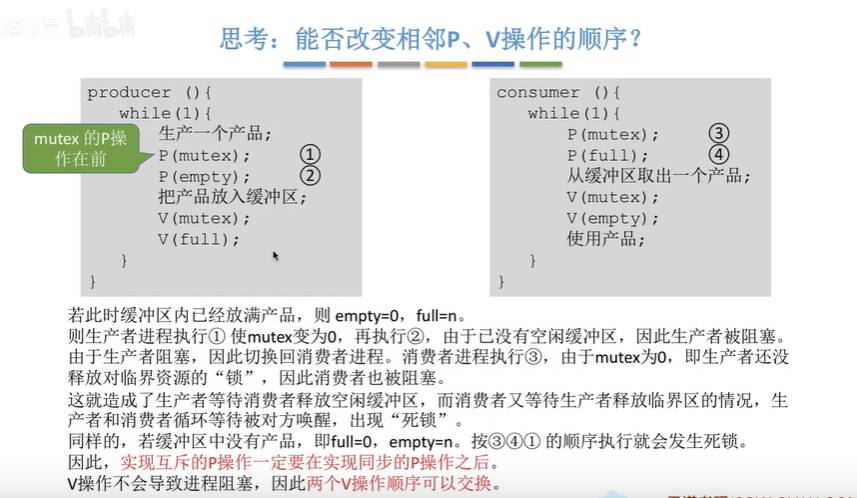 思考：能否改变相邻P、V操作的顺序？
producer (){
while(1){
生产一个产品;
P(mutex); ①
P(empty); ②
把产品放入缓冲区;
V(mutex);
V(full);
}
}
mutex 的P操
作在前
consumer (){
while(1){
P(mutex); ③
P(full); ④
从缓冲区取出一个产品;
V(mutex);
V(empty);
使用产品;
}
}
若此时缓冲区内已经放满产品，则 empty=0，full=n。
则生产者进程执行① 使mutex变为0，再执行②，由于已没有空闲缓冲区，因此生产者被阻塞。
由于生产者阻塞，因此切换回消费者进程。消费者进程执行③，由于mutex为0，即生产者还没
释放对临界资源的“锁”，因此消费者也被阻塞。
这就造成了生产者等待消费者释放空闲缓冲区，而消费者又等待生产者释放临界区的情况，生
产者和消费者循环等待被对方唤醒，出现“死锁”。
同样的，若缓冲区中没有产品，即full=0，empty=n。按③④① 的顺序执行就会发生死锁。
因此，实现互斥的P操作一定要在实现同步的P操作之后。
V操作不会导致进程阻塞，因此两个V操作顺序可以交换。